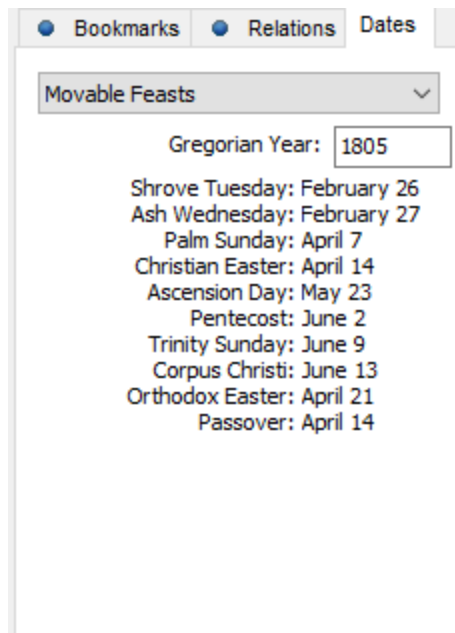 Bookmarks Relations Dates
Movable Feasts
Gregorian Year: 1805
Shrove Tuesday: February 26
Ash Wednesday: February 27
Palm Sunday: April 7
Christian Easter: April 14
Ascension Day: May 23
Pentecost: June 2
Trinity Sunday: June 9
Corpus Christi: June 13
Orthodox Easter: April 21
Passover: April 14